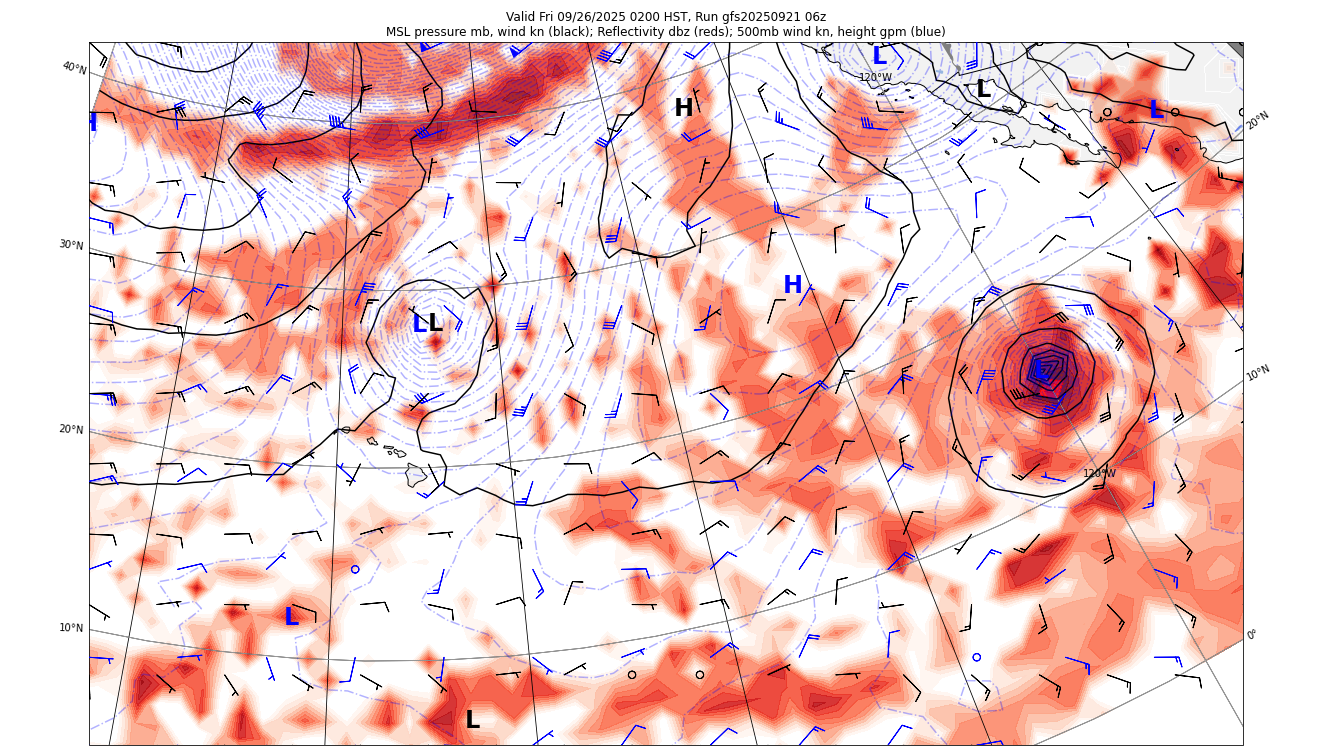 Valid Fri 09/26/2025 0200 HST, Run gfs20250921 06z
MSL pressure mb, wind kn (black); Reflectivity dbz (reds); 500mb wind kn, height gpm (blue)
L
120°W
40°N
L
H
L
20°N
30°N
H
L L
L
10°N
20°N
120°W
L
10°N
0°
L